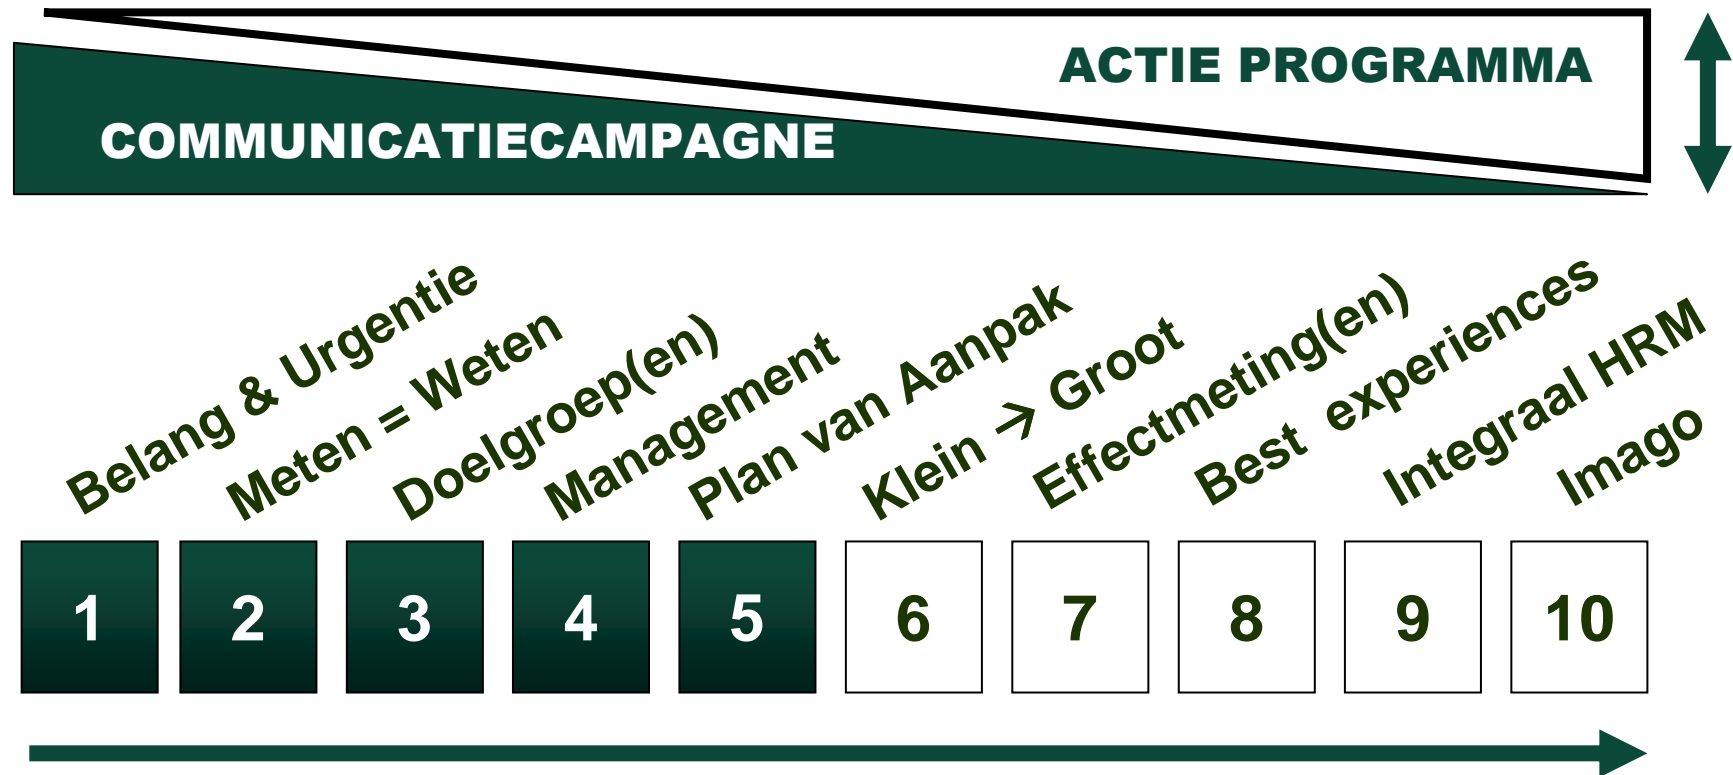 ACTIE PROGRAMMA
COMMUNICATIECAMPAGNE
Belang & Urgentie
Meten = Weten
Doelgroep(en)
Management
Plan van Aanpak
Klein → Groot
Effectmeting(en)
Best experiences
Integraal HRM
Imago
1
2
3
4
5
6
7
8
9
10